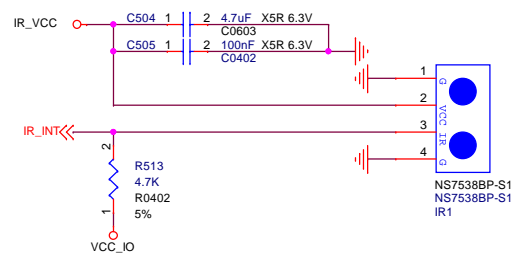 C504 1 2 4.7uF X5R 6.3V
IR_VCC
C0603
C505 1 2 100nF X5R 6.3V
C0402
1 G
2 VCC
IR_INT
3 IR
4 G
2
R513
4.7K
R0402
5%
1
VCC_IO
NS7538BP-S1
NS7538BP-S1
IR1